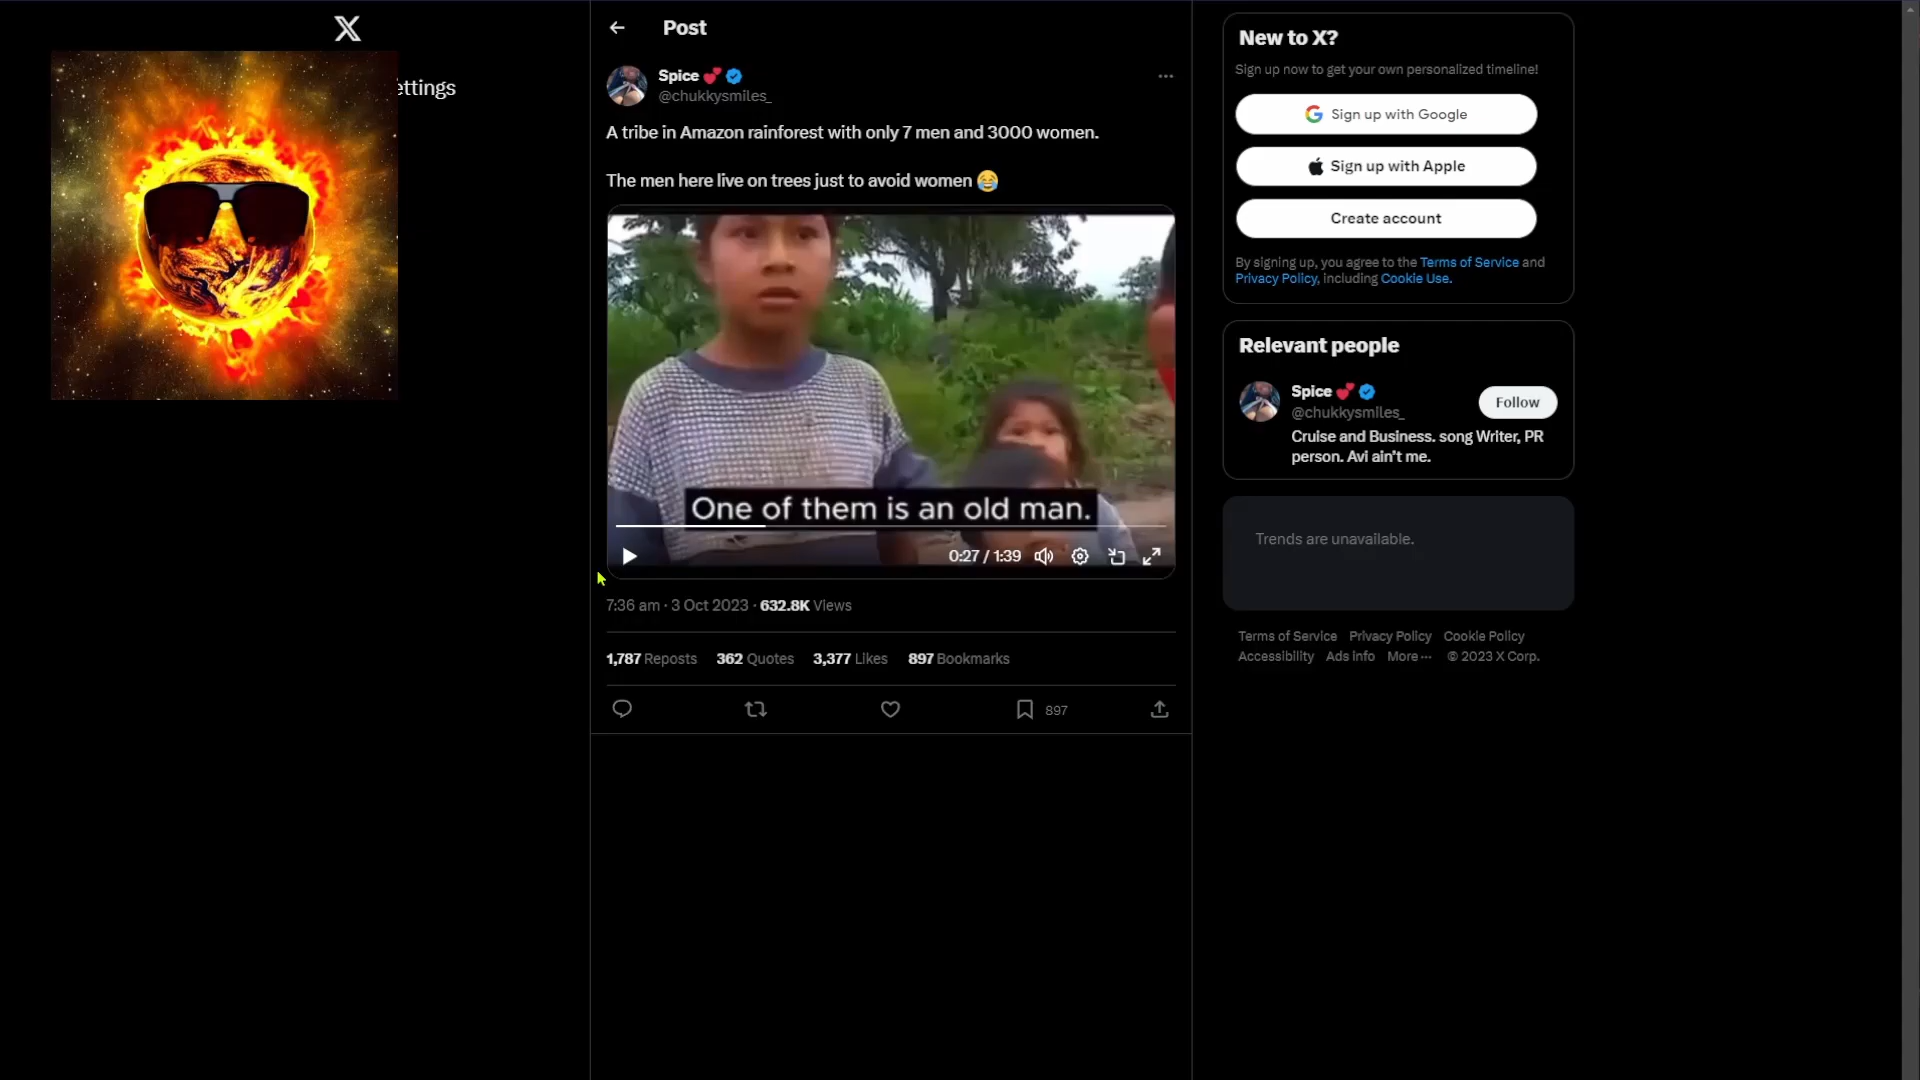 Post
Spice
@chukkysmiles_
A tribe in Amazon rainforest with only 7 men and 3000 women.
The men here live on trees just to avoid women 😂
One of them is an old man.
0:27 / 1:39
7:36 am · 3 Oct 2023 · 632.8K Views
1,787 Reposts 362 Quotes 3,377 Likes 897 Bookmarks
897
ettings
New to X?
Sign up now to get your own personalized timeline!
Sign up with Google
Sign up with Apple
Create account
By signing up, you agree to the Terms of Service and
Privacy Policy, including Cookie Use.
Relevant people
Spice
@chukkysmiles_
Follow
Cruise and Business. song Writer, PR
person. Avi ain't me.
Trends are unavailable.
Terms of Service Privacy Policy Cookie Policy
Accessibility Ads info More ··· © 2023 X Corp.